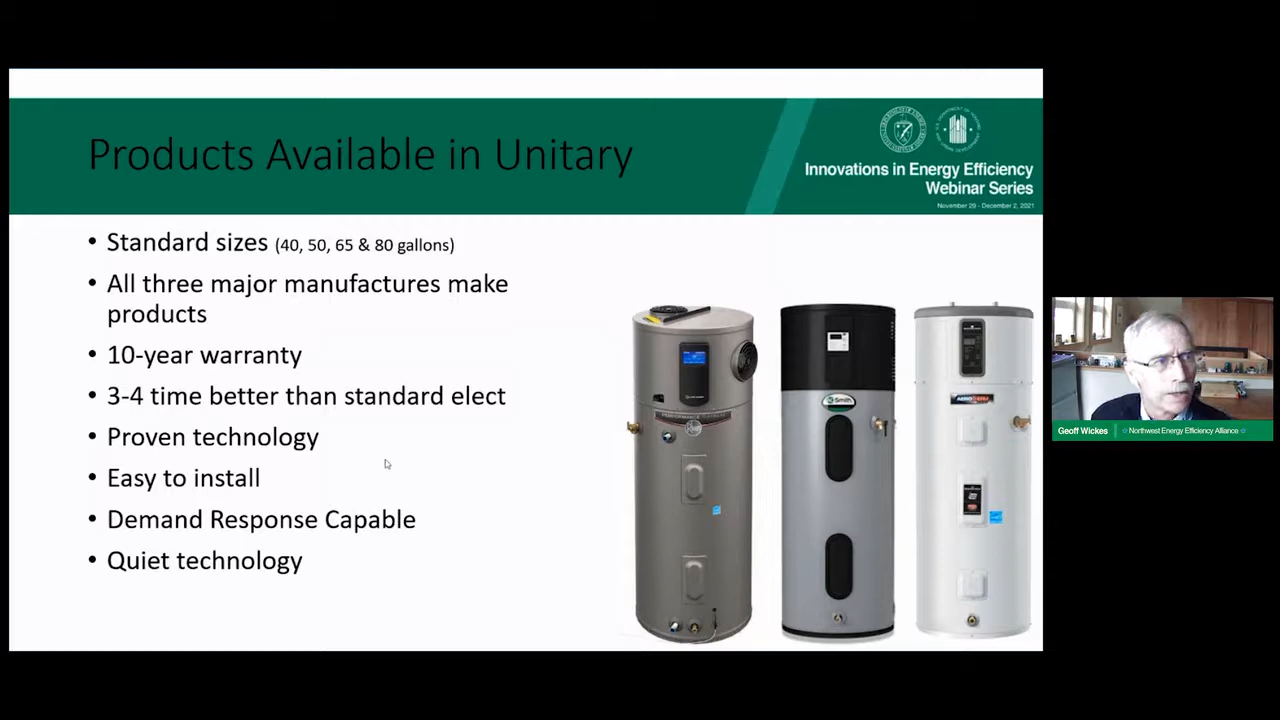 Products Available in Unitary
Innovations in Energy Efficiency
Webinar Series
November 29 - December 2, 2021
• Standard sizes (40, 50, 65 & 80 gallons)
• All three major manufactures make
products
• 10-year warranty
• 3-4 time better than standard elect
• Proven technology
• Easy to install
• Demand Response Capable
• Quiet technology
Smith
Geoff Wickes
Northwest Energy Efficiency Alliance